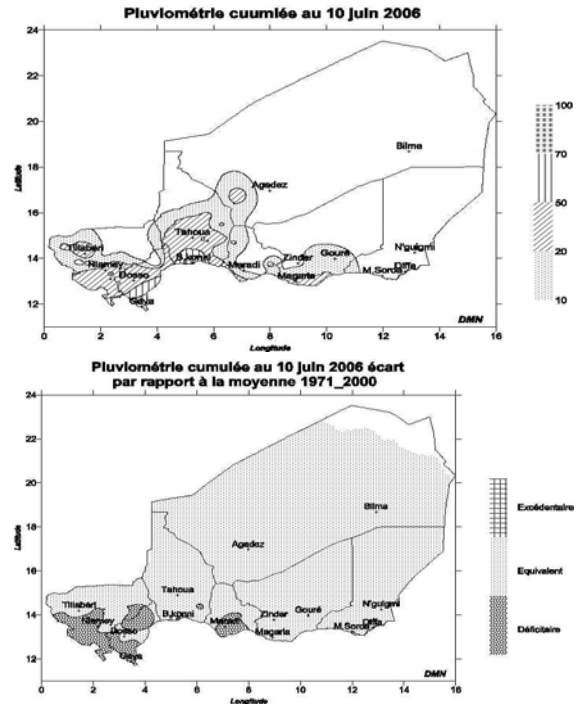 Pluviométrie cuumlée au 10 juin 2006
24
22
20
18
16
14
12
Latitude
0 2 4 6 8 10 12 14 16
Longitude
Bilma
Agadez
Tahoua
Tillabéri
Niamey
Dosso
B.konni
Maradi
Zinder
Gouré
Magaria
M.Soroa
N'guigmi
Diffa
Gaya
DMN
100
70
50
20
10
Pluviométrie cumulée au 10 juin 2006 écart
par rapport à la moyenne 1971_2000
24
22
20
18
16
14
12
Latitude
0 2 4 6 8 10 12 14 16
Longitude
Bilma
Agadez
Tahoua
Tillabéri
Niamey
Dosso
B.konni
Maradi
Zinder
Gouré
Magaria
M.Soroa
N'guigmi
Diffa
Gaya
DMN
Excédentaire
Equivalent
Déficitaire